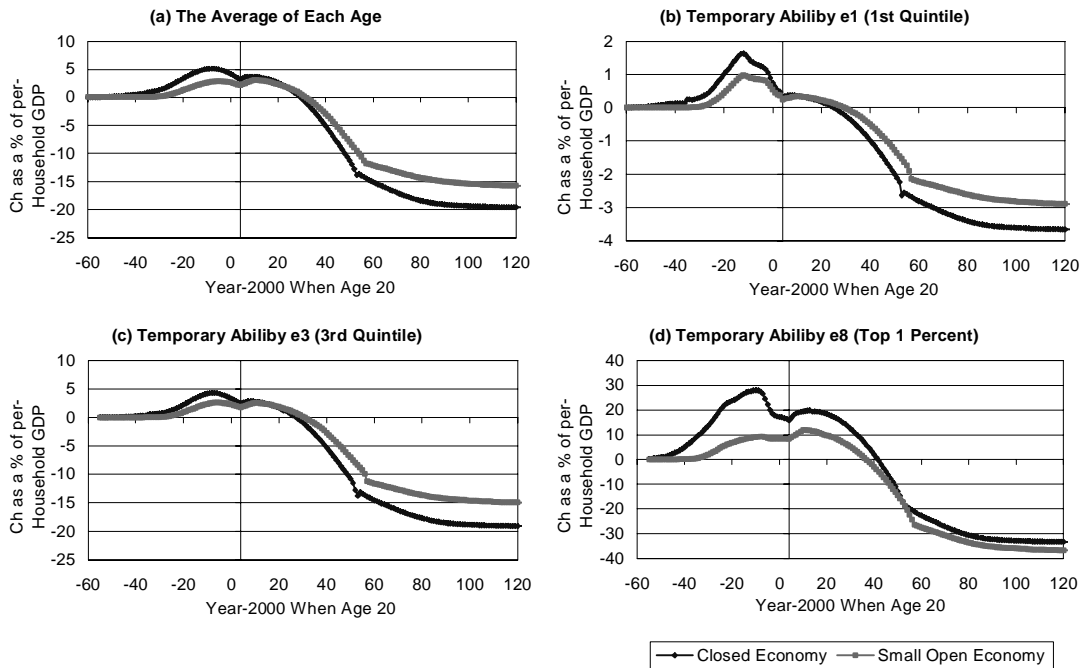 (a) The Average of Each Age
Ch as a % of per-
Household GDP
10
5
0
-5
-10
-15
-20
-25
-60 -40 -20 0 20 40 60 80 100 120
Year-2000 When Age 20
(b) Temporary Abiliby e1 (1st Quintile)
Ch as a % of per-
Household GDP
2
1
0
-1
-2
-3
-4
-60 -40 -20 0 20 40 60 80 100 120
Year-2000 When Age 20
(c) Temporary Abiliby e3 (3rd Quintile)
Ch as a % of per-
Household GDP
10
5
0
-5
-10
-15
-20
-25
-60 -40 -20 0 20 40 60 80 100 120
Year-2000 When Age 20
(d) Temporary Abiliby e8 (Top 1 Percent)
Ch as a % of per-
Household GDP
40
30
20
10
0
-10
-20
-30
-40
-60 -40 -20 0 20 40 60 80 100 120
Year-2000 When Age 20
Closed Economy Small Open Economy